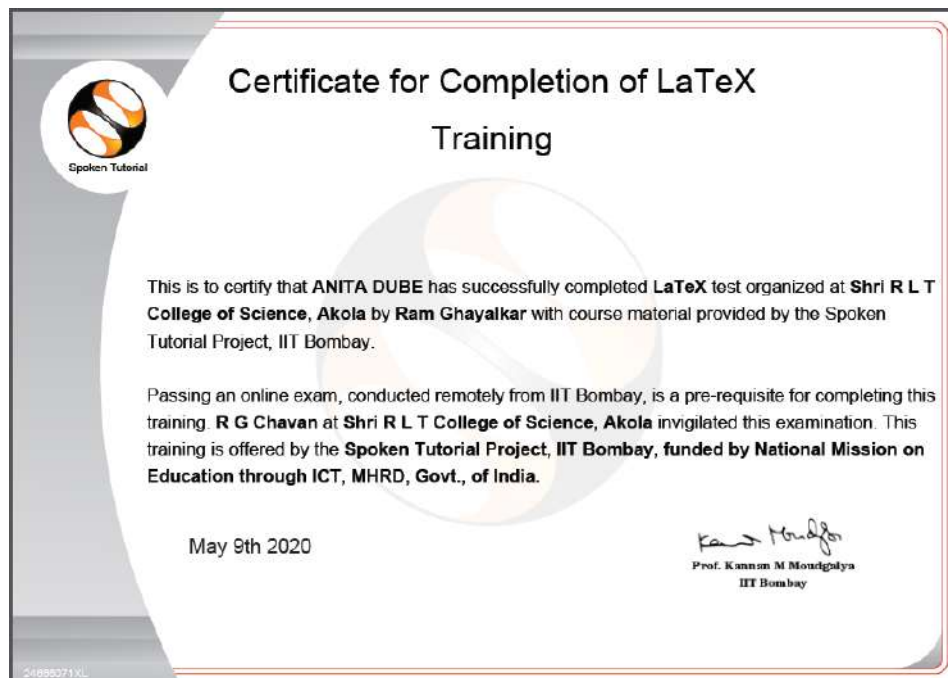 Certificate for Completion of LaTeX
Training
Spoken Tutorial
This is to certify that ANITA DUBE has successfully completed LaTeX test organized at Shri R L T
College of Science, Akola by Ram Ghayalkar with course material provided by the Spoken
Tutorial Project, IIT Bombay.
Passing an online exam, conducted remotely from IIT Bombay, is a pre-requisite for completing this
training. R G Chavan at Shri R L T College of Science, Akola invigilated this examination. This
training is offered by the Spoken Tutorial Project, IIT Bombay, funded by National Mission on
Education through ICT, MHRD, Govt., of India.
May 9th 2020
Prof. Kannan M Moudgalya
IIT Bombay